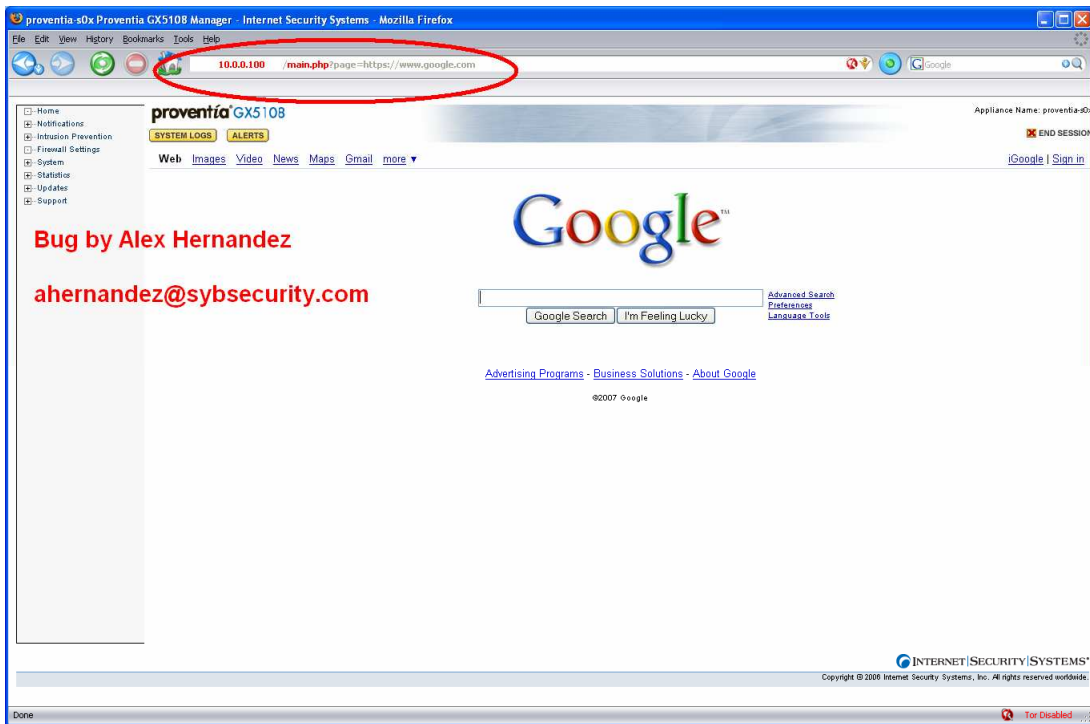 proventia-s0x Proventia GX5108 Manager - Internet Security Systems - Mozilla Firefox
File Edit View History Bookmarks Tools Help
10.0.0.100 /main.php?page=https://www.google.com
Google
Home
Notifications
Intrusion Prevention
Firewall Settings
System
Statistics
Updates
Support
proventia GX5108
Appliance Name: proventia-s0x
SYSTEM LOGS ALERTS
END SESSION
Web Images Video News Maps Gmail more ▼
iGoogle | Sign in
Google™
Bug by Alex Hernandez
ahernandez@sybsecurity.com
Advanced Search
Preferences
Language Tools
Google Search I'm Feeling Lucky
Advertising Programs - Business Solutions - About Google
©2007 Google
INTERNET|SECURITY|SYSTEMS®
Copyright © 2006 Internet Security Systems, Inc. All rights reserved worldwide.
Done
Tor Disabled